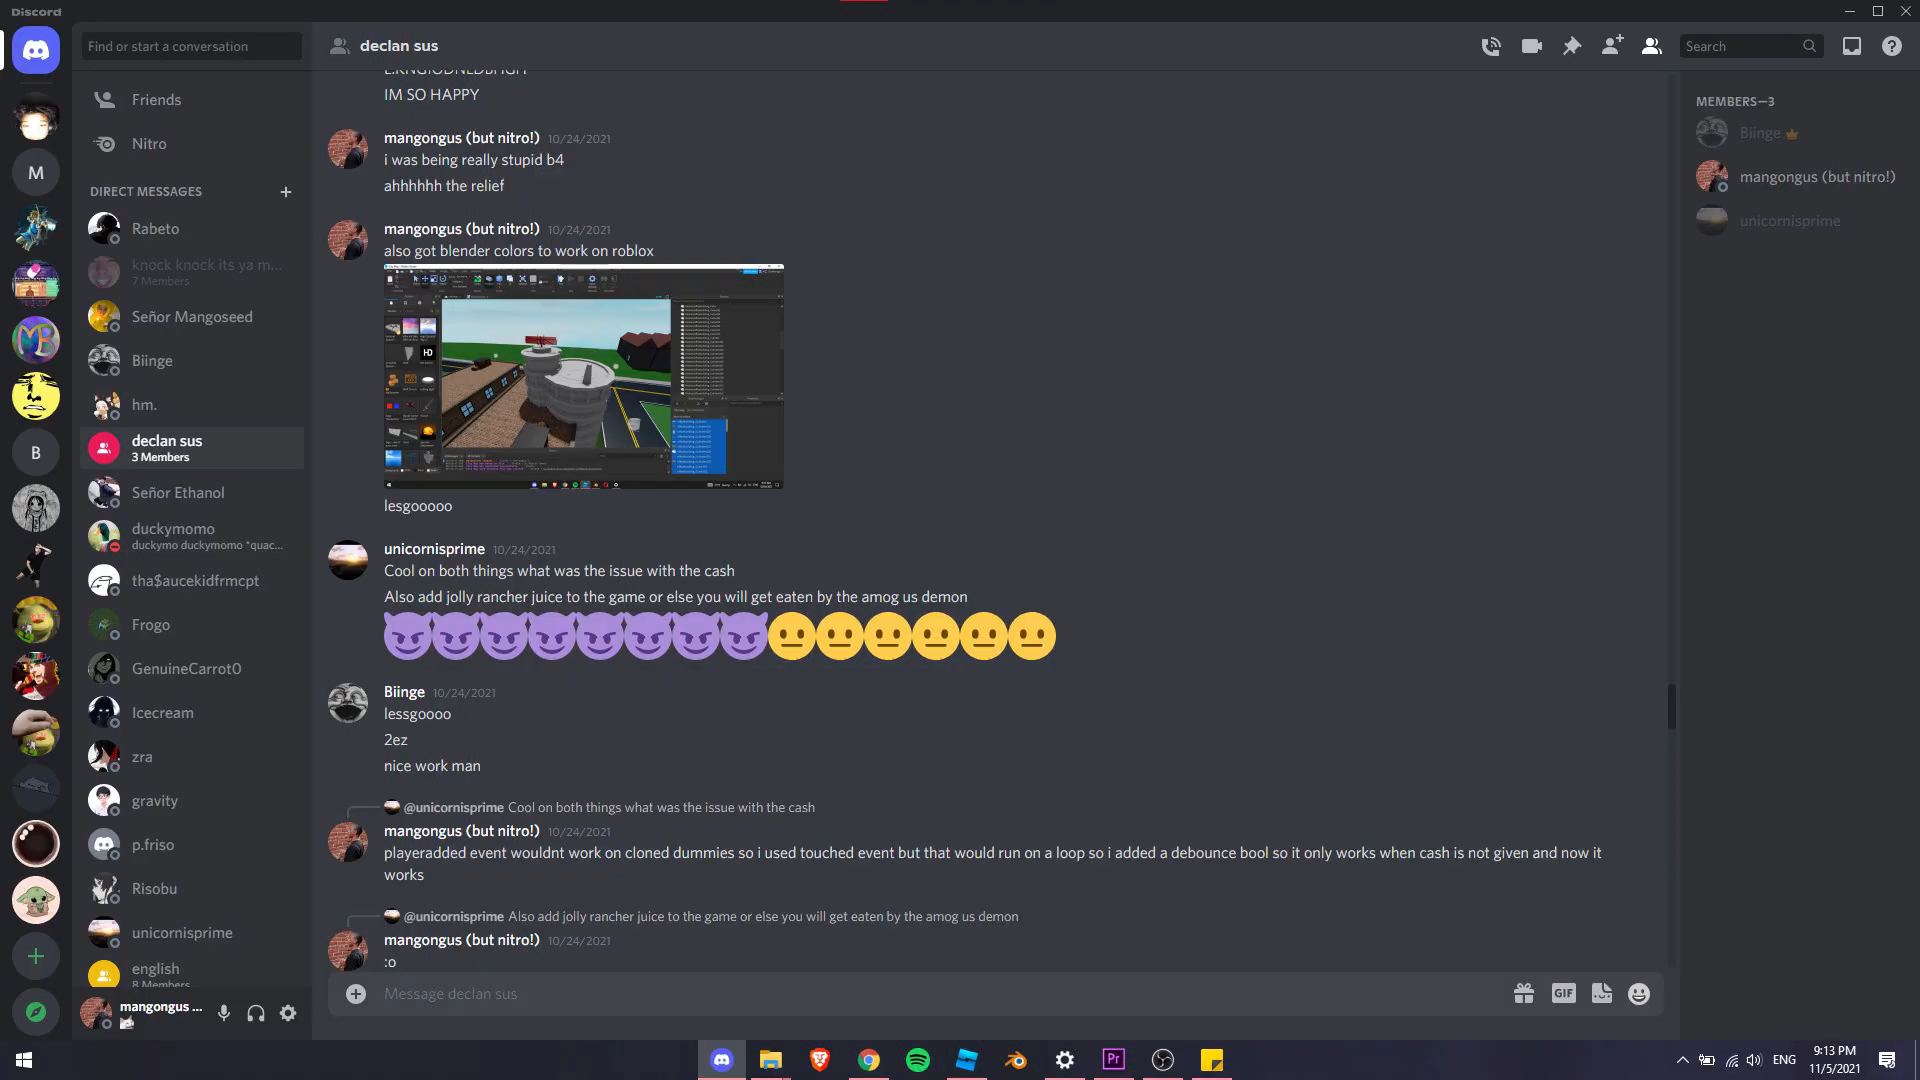 Discord
Find or start a conversation
declan sus
Search
Friends
Nitro
DIRECT MESSAGES
Rabeto
knock knock its ya m...
7 Members
Señor Mangoseed
Biinge
hm.
declan sus
3 Members
Señor Ethanol
duckymomo
duckymo duckymomo *quac...
tha$aucekidfrmcpt
Frogo
GenuineCarrot0
Icecream
zra
gravity
p.friso
Risobu
unicornisprime
english
8 Members
mangongus ...
M
B
IM SO HAPPY
mangongus (but nitro!) 10/24/2021
i was being really stupid b4
ahhhhhh the relief
mangongus (but nitro!) 10/24/2021
also got blender colors to work on roblox
HD
lesgooooo
unicornisprime 10/24/2021
Cool on both things what was the issue with the cash
Also add jolly rancher juice to the game or else you will get eaten by the amog us demon
Biinge 10/24/2021
lessgoooo
2ez
nice work man
@unicornisprime Cool on both things what was the issue with the cash
mangongus (but nitro!) 10/24/2021
playeradded event wouldnt work on cloned dummies so i used touched event but that would run on a loop so i added a debounce bool so it only works when cash is not given and now it
works
@unicornisprime Also add jolly rancher juice to the game or else you will get eaten by the amog us demon
mangongus (but nitro!) 10/24/2021
:o
Message declan sus
GIF
MEMBERS—3
Biinge
mangongus (but nitro!)
unicornisprime
Pr
ENG
9:13 PM
11/5/2021